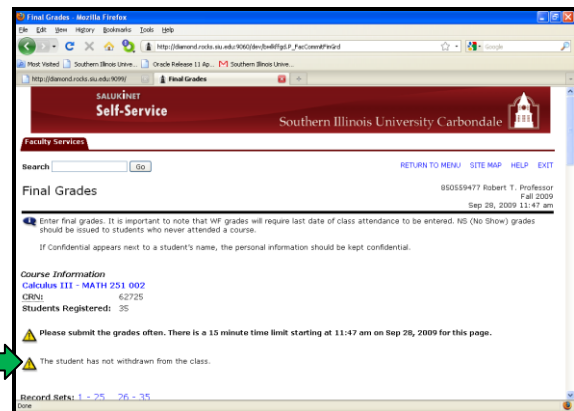 Final Grades - Mozilla Firefox
File Edit View History Bookmarks Tools Help
http://diamond.rocks.siu.edu:9060/dev/bwlkffgd.P_FacCommitFinGrd
Google
Most Visited Southern Illinois Unive... Oracle Release 11 Ap... Southern Illinois Unive...
http://diamond.rocks.siu.edu:9099/ Final Grades
SALUKINET
Self-Service
Southern Illinois University Carbondale
Faculty Services
Search Go
RETURN TO MENU SITE MAP HELP EXIT
Final Grades
850559477 Robert T. Professor
Fall 2009
Sep 28, 2009 11:47 am
Enter final grades. It is important to note that WF grades will require last date of class attendance to be entered. NS (No Show) grades
should be issued to students who never attended a course.
If Confidential appears next to a student's name, the personal information should be kept confidential.
Course Information
Calculus III - MATH 251 002
CRN: 62725
Students Registered: 35
Please submit the grades often. There is a 15 minute time limit starting at 11:47 am on Sep 28, 2009 for this page.
The student has not withdrawn from the class.
Record Sets: 1 - 25 26 - 35
Done